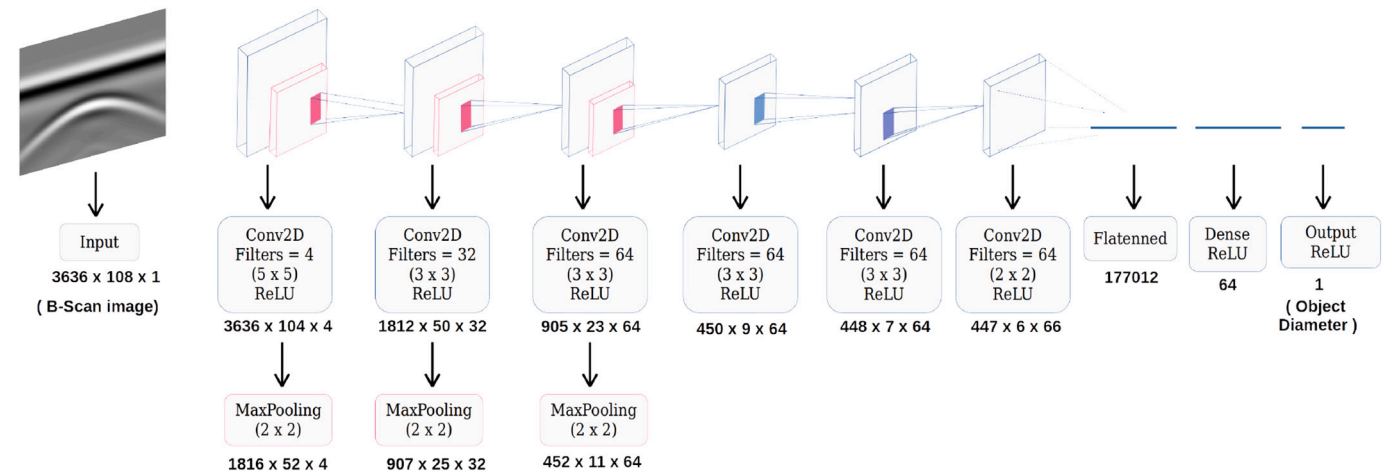 Input
3636 x 108 x 1
( B-Scan image)
Conv2D
Filters = 4
(5 x 5)
ReLU
3636 x 104 x 4
MaxPooling
(2 x 2)
1816 x 52 x 4
Conv2D
Filters = 32
(3 x 3)
ReLU
1812 x 50 x 32
MaxPooling
(2 x 2)
907 x 25 x 32
Conv2D
Filters = 64
(3 x 3)
ReLU
905 x 23 x 64
MaxPooling
(2 x 2)
452 x 11 x 64
Conv2D
Filters = 64
(3 x 3)
ReLU
450 x 9 x 64
Conv2D
Filters = 64
(3 x 3)
ReLU
448 x 7 x 64
Conv2D
Filters = 64
(2 x 2)
ReLU
447 x 6 x 66
Flatenned
177012
Dense
ReLU
64
Output
ReLU
1
( Object
Diameter )